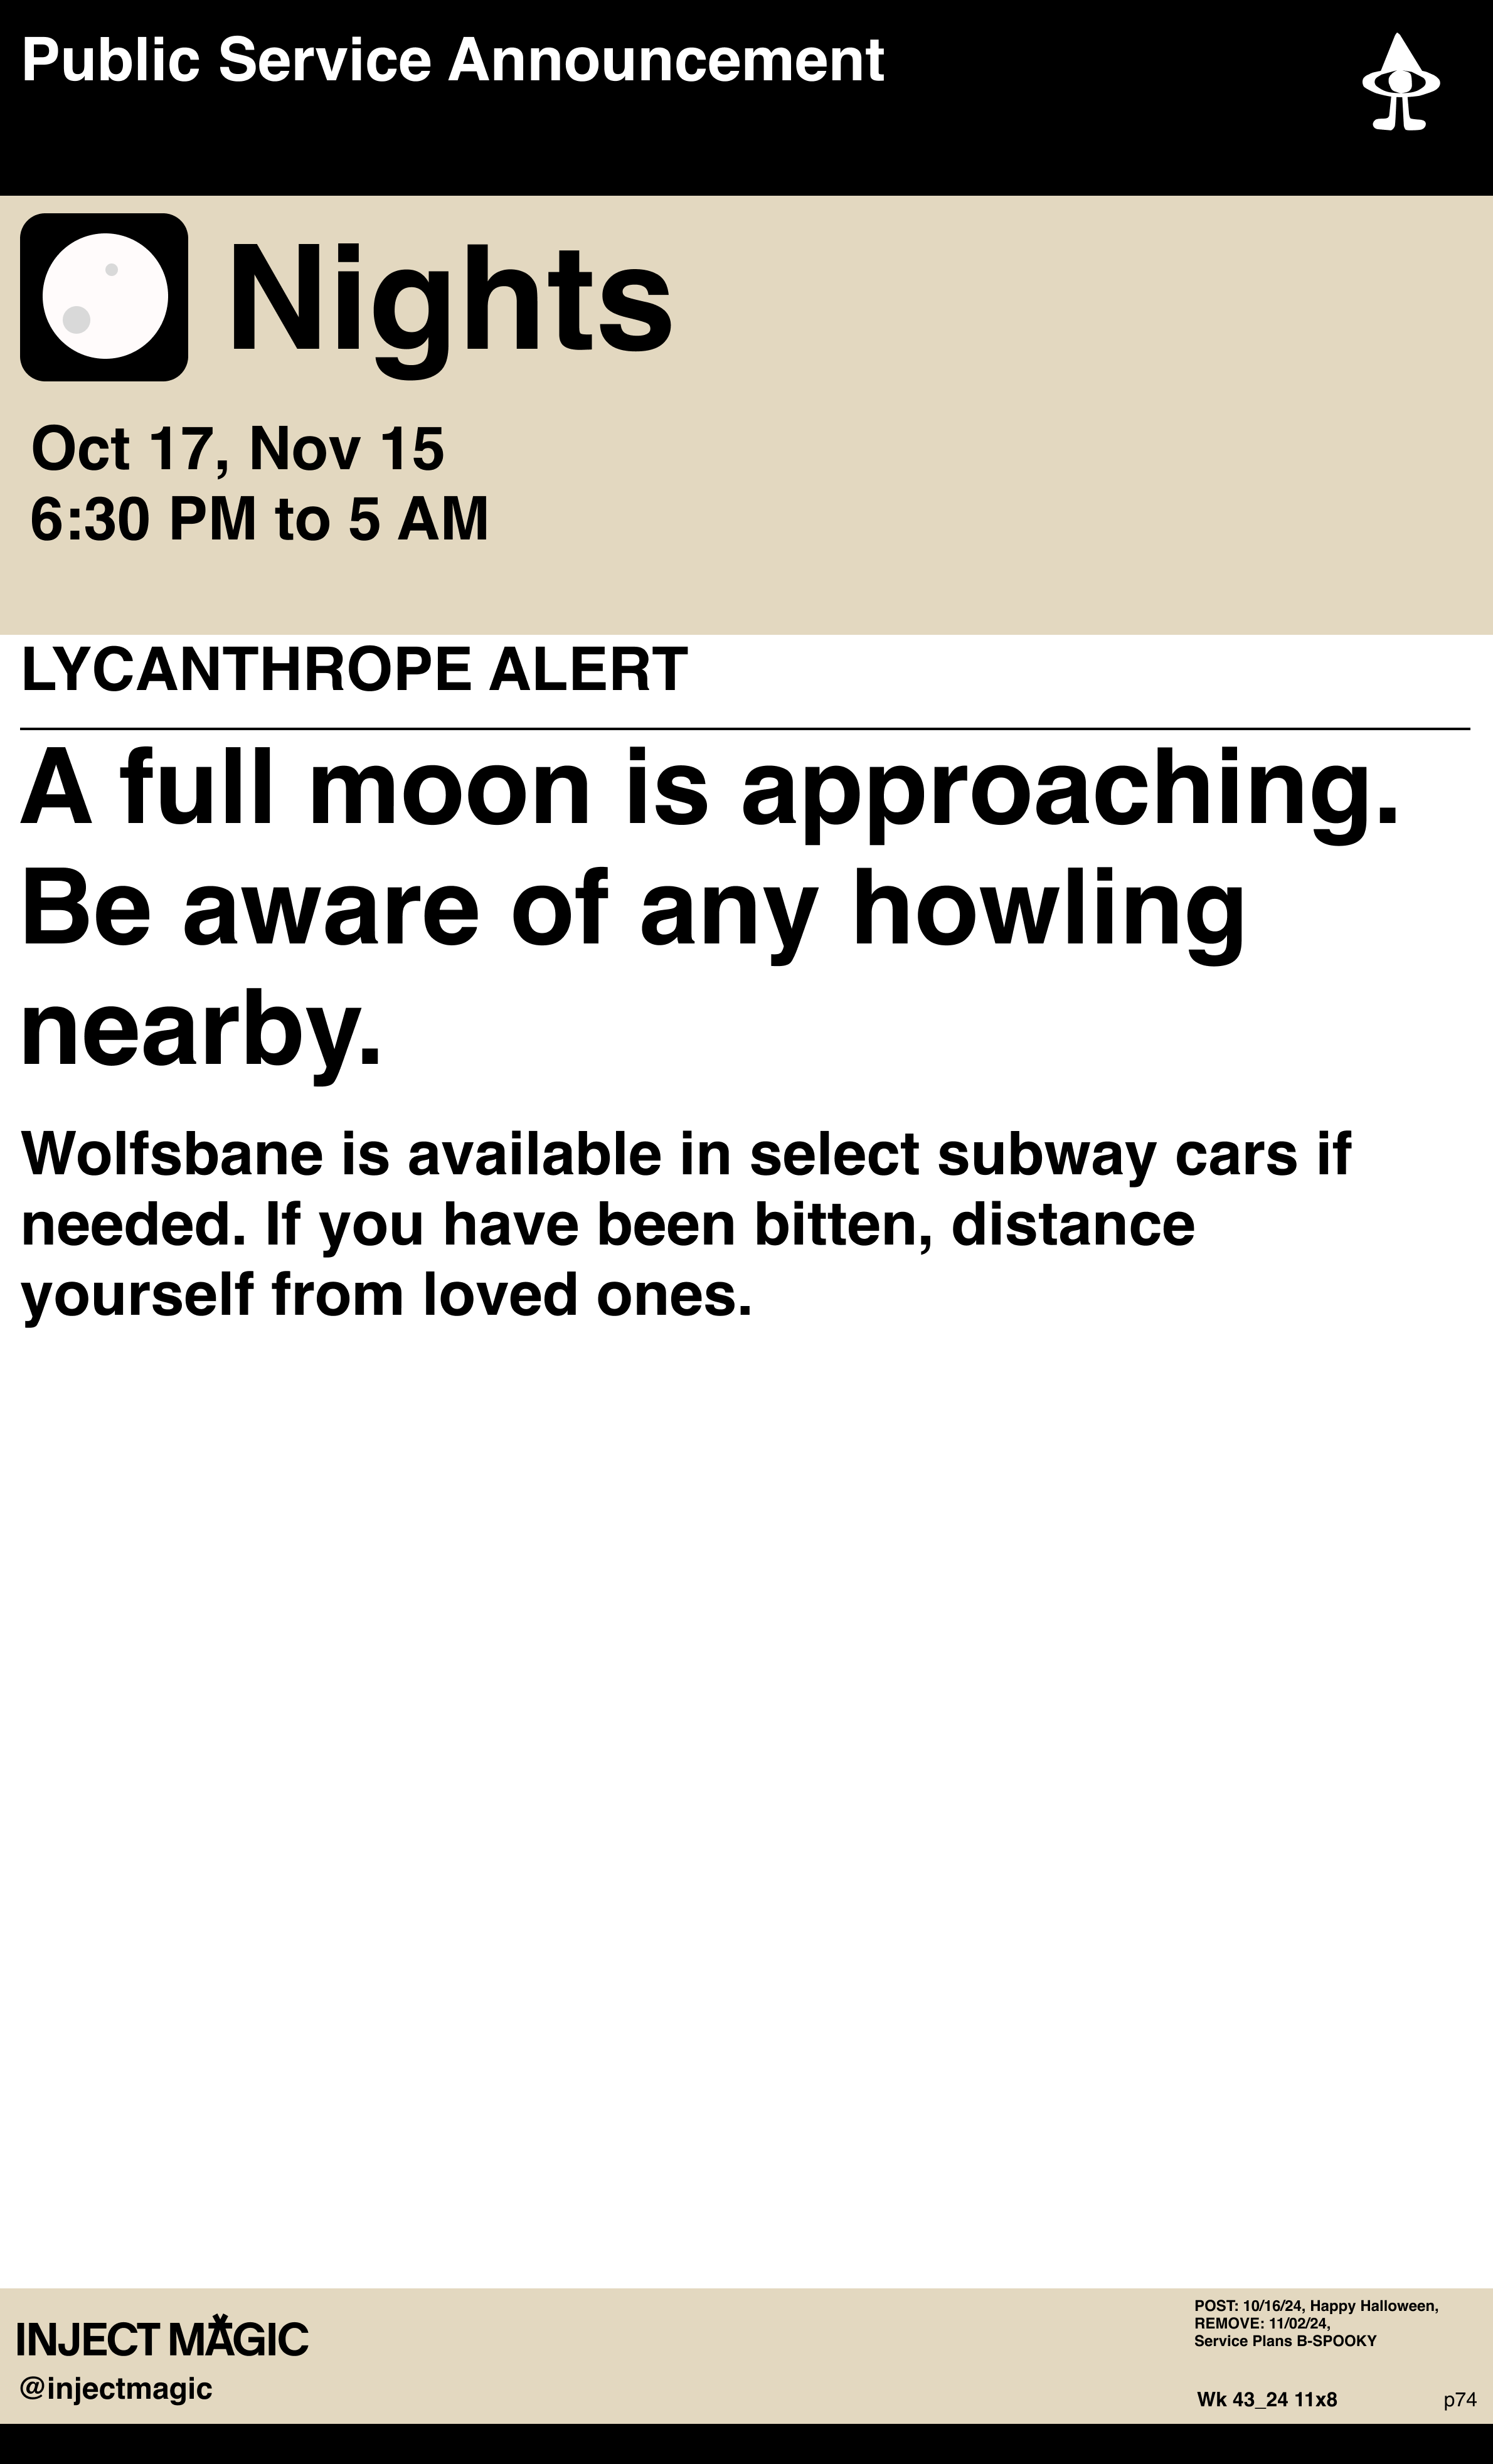 Public Service Announcement
Nights
Oct 17, Nov 15
6:30 PM to 5 AM
LYCANTHROPE ALERT
A full moon is approaching.
Be aware of any howling
nearby.
Wolfsbane is available in select subway cars if
needed. If you have been bitten, distance
yourself from loved ones.
INJECT MAGIC
@injectmagic
POST: 10/16/24, Happy Halloween,
REMOVE: 11/02/24,
Service Plans B-SPOOKY
Wk 43_24 11x8
p74